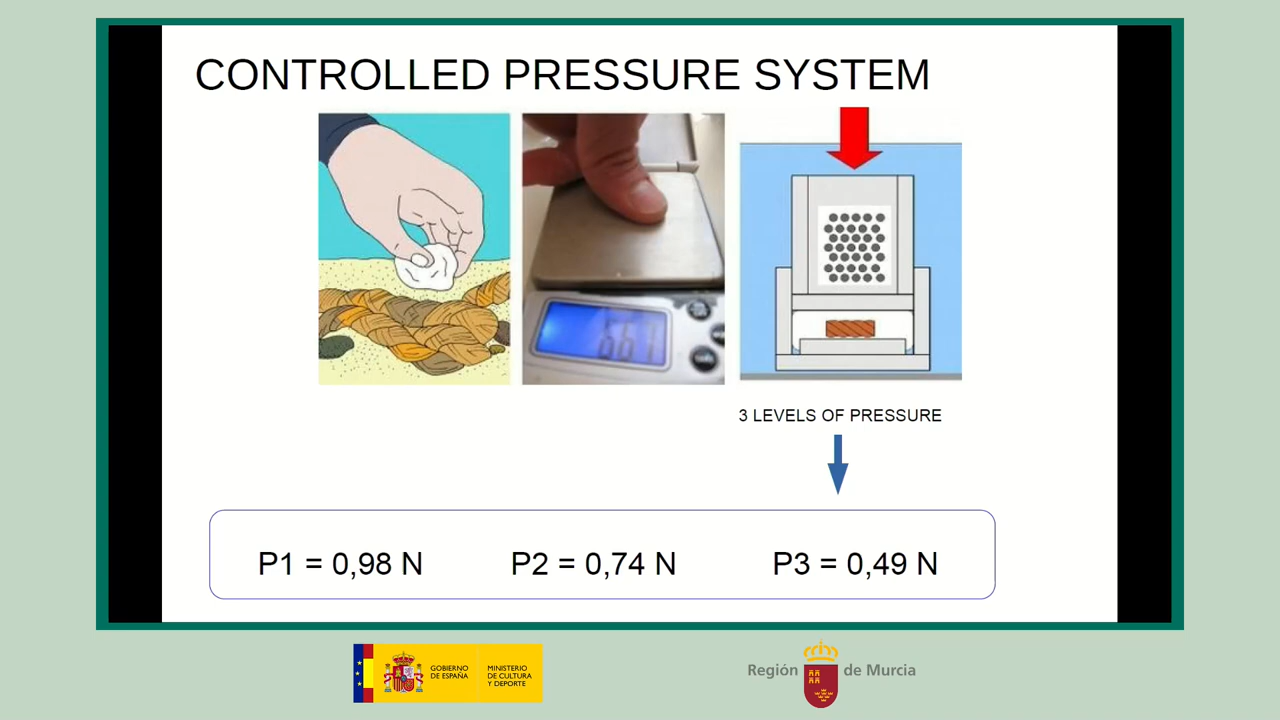 CONTROLLED PRESSURE SYSTEM
661
3 LEVELS OF PRESSURE
P1 = 0,98 N
P2 = 0,74 N
P3 = 0,49 N
GOBIERNO
DE ESPAÑA
MINISTERIO
DE CULTURA
Y DEPORTE
Región de Murcia